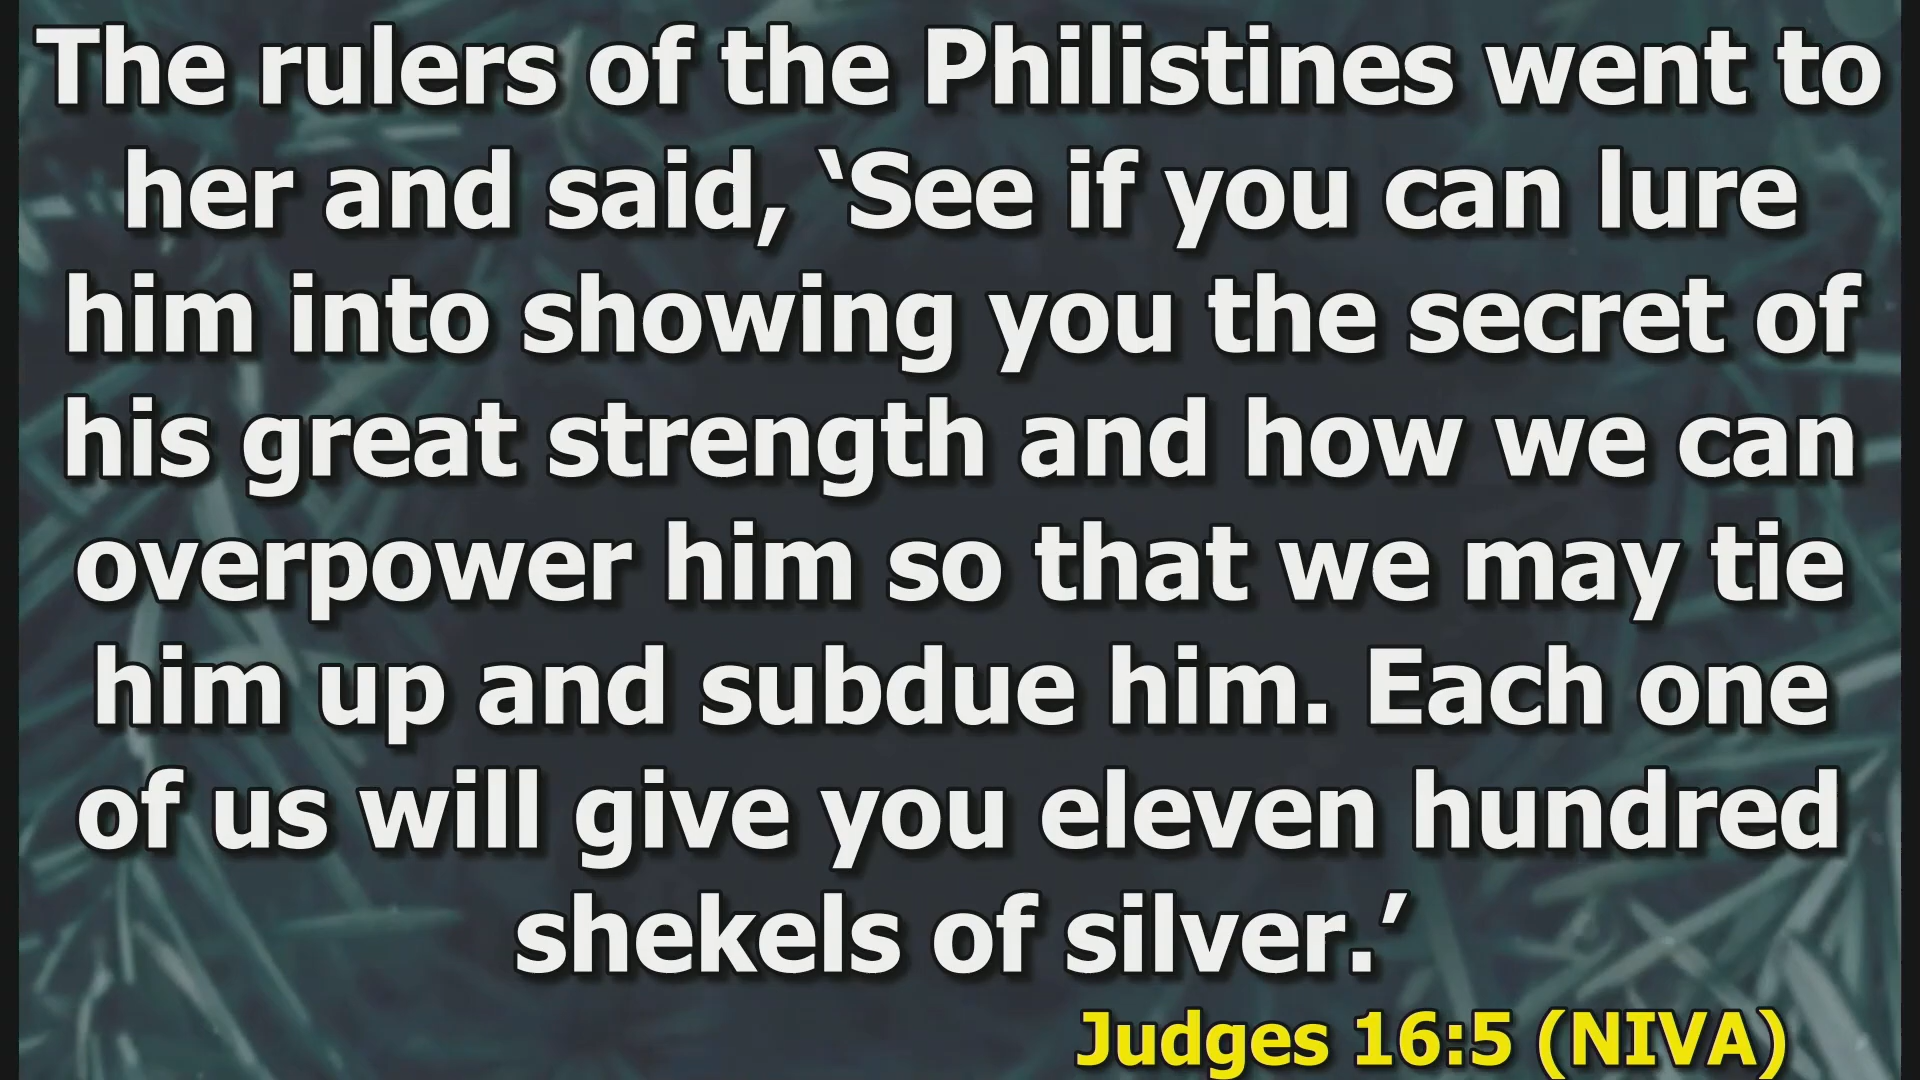 The rulers of the Philistines went to
her and said, ‘See if you can lure
him into showing you the secret of
his great strength and how we can
overpower him so that we may tie
him up and subdue him. Each one
of us will give you eleven hundred
shekels of silver.’
Judges 16:5 (NIVA)